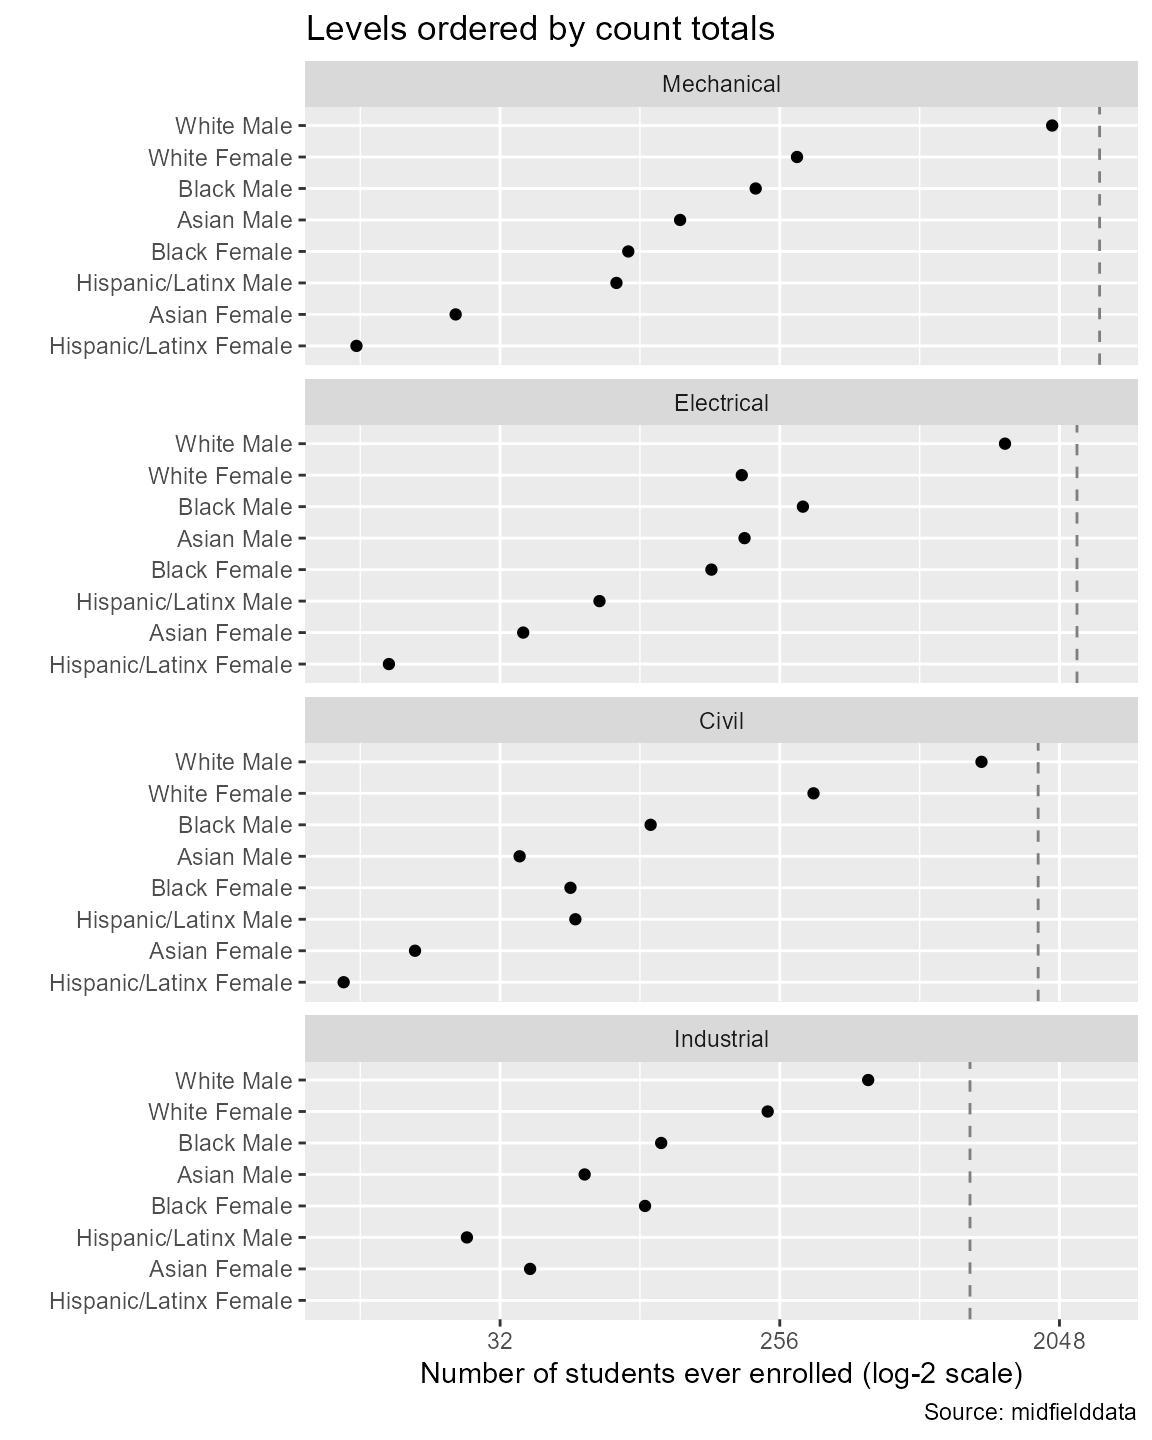 Levels ordered by count totals
Mechanical
White Male
White Female
Black Male
Asian Male
Black Female
Hispanic/Latinx Male
Asian Female
Hispanic/Latinx Female
Electrical
White Male
White Female
Black Male
Asian Male
Black Female
Hispanic/Latinx Male
Asian Female
Hispanic/Latinx Female
Civil
White Male
White Female
Black Male
Asian Male
Black Female
Hispanic/Latinx Male
Asian Female
Hispanic/Latinx Female
Industrial
White Male
White Female
Black Male
Asian Male
Black Female
Hispanic/Latinx Male
Asian Female
Hispanic/Latinx Female
32 256 2048
Number of students ever enrolled (log-2 scale)
Source: midfielddata